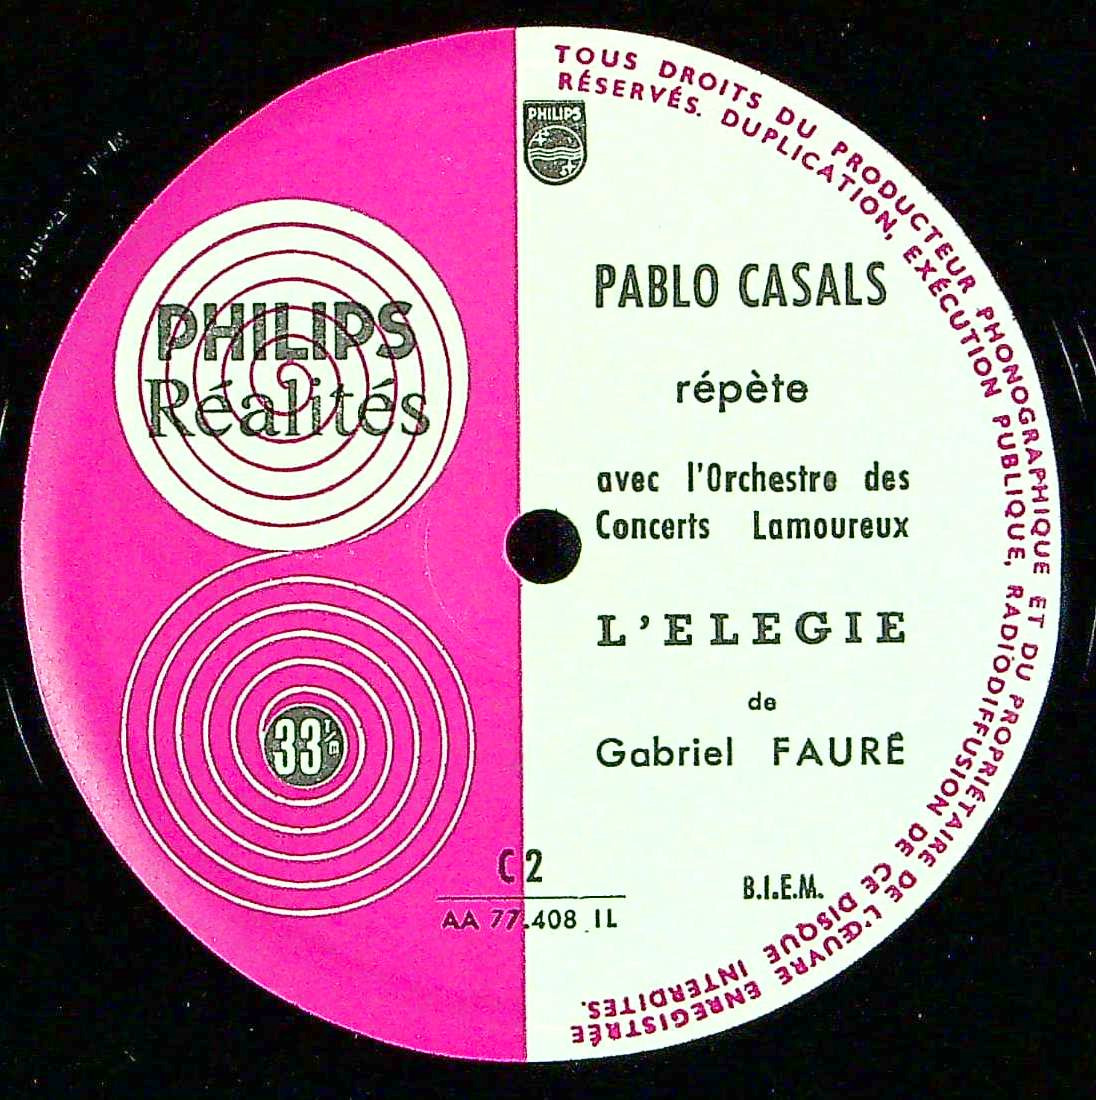 TOUS DROITS DU PRODUCTEUR PHONOGRAPHIQUE ET DU PROPRIÉTAIRE DE L'ŒUVRE ENREGISTRÉE
RÉSERVÉS. DUPLICATION, EXÉCUTION PUBLIQUE, RADIODIFFUSION DE CE DISQUE INTERDITES.
PHILIPS
PABLO CASALS
répète
avec l'Orchestre des
Concerts Lamoureux
L'ELEGIE
de
Gabriel FAURÉ
B.I.E.M.
PHILIPS
Réalités
33 T/m
C 2
AA 77.408 1L